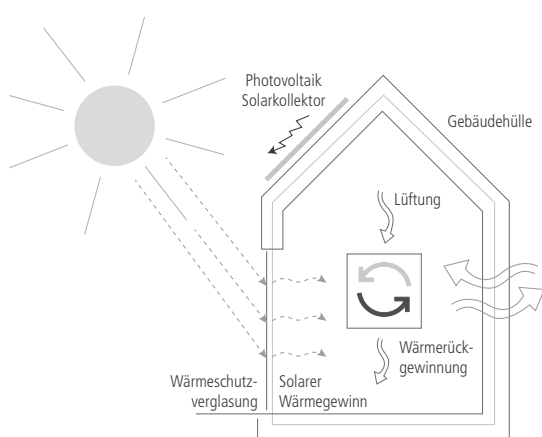 Photovoltaik
Solarkollektor
Gebäudehülle
Lüftung
Wärmerück-
gewinnung
Wärmeschutz-
verglasung
Solarer
Wärmegewinn